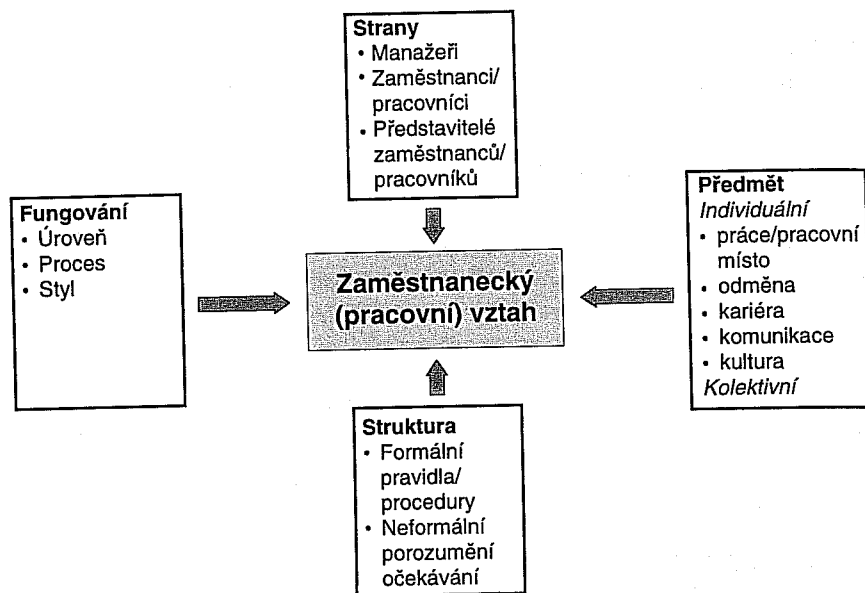 Strany
• Manažeři
• Zaměstnanci/
pracovníci
• Představitelé
zaměstnanců/
pracovníků
Fungování
• Úroveň
• Proces
• Styl
Zaměstnanecký
(pracovní) vztah
Předmět
Individuální
• práce/pracovní
místo
• odměna
• kariéra
• komunikace
• kultura
Kolektivní
Struktura
• Formální
pravidla/
procedury
• Neformální
porozumění
očekávání